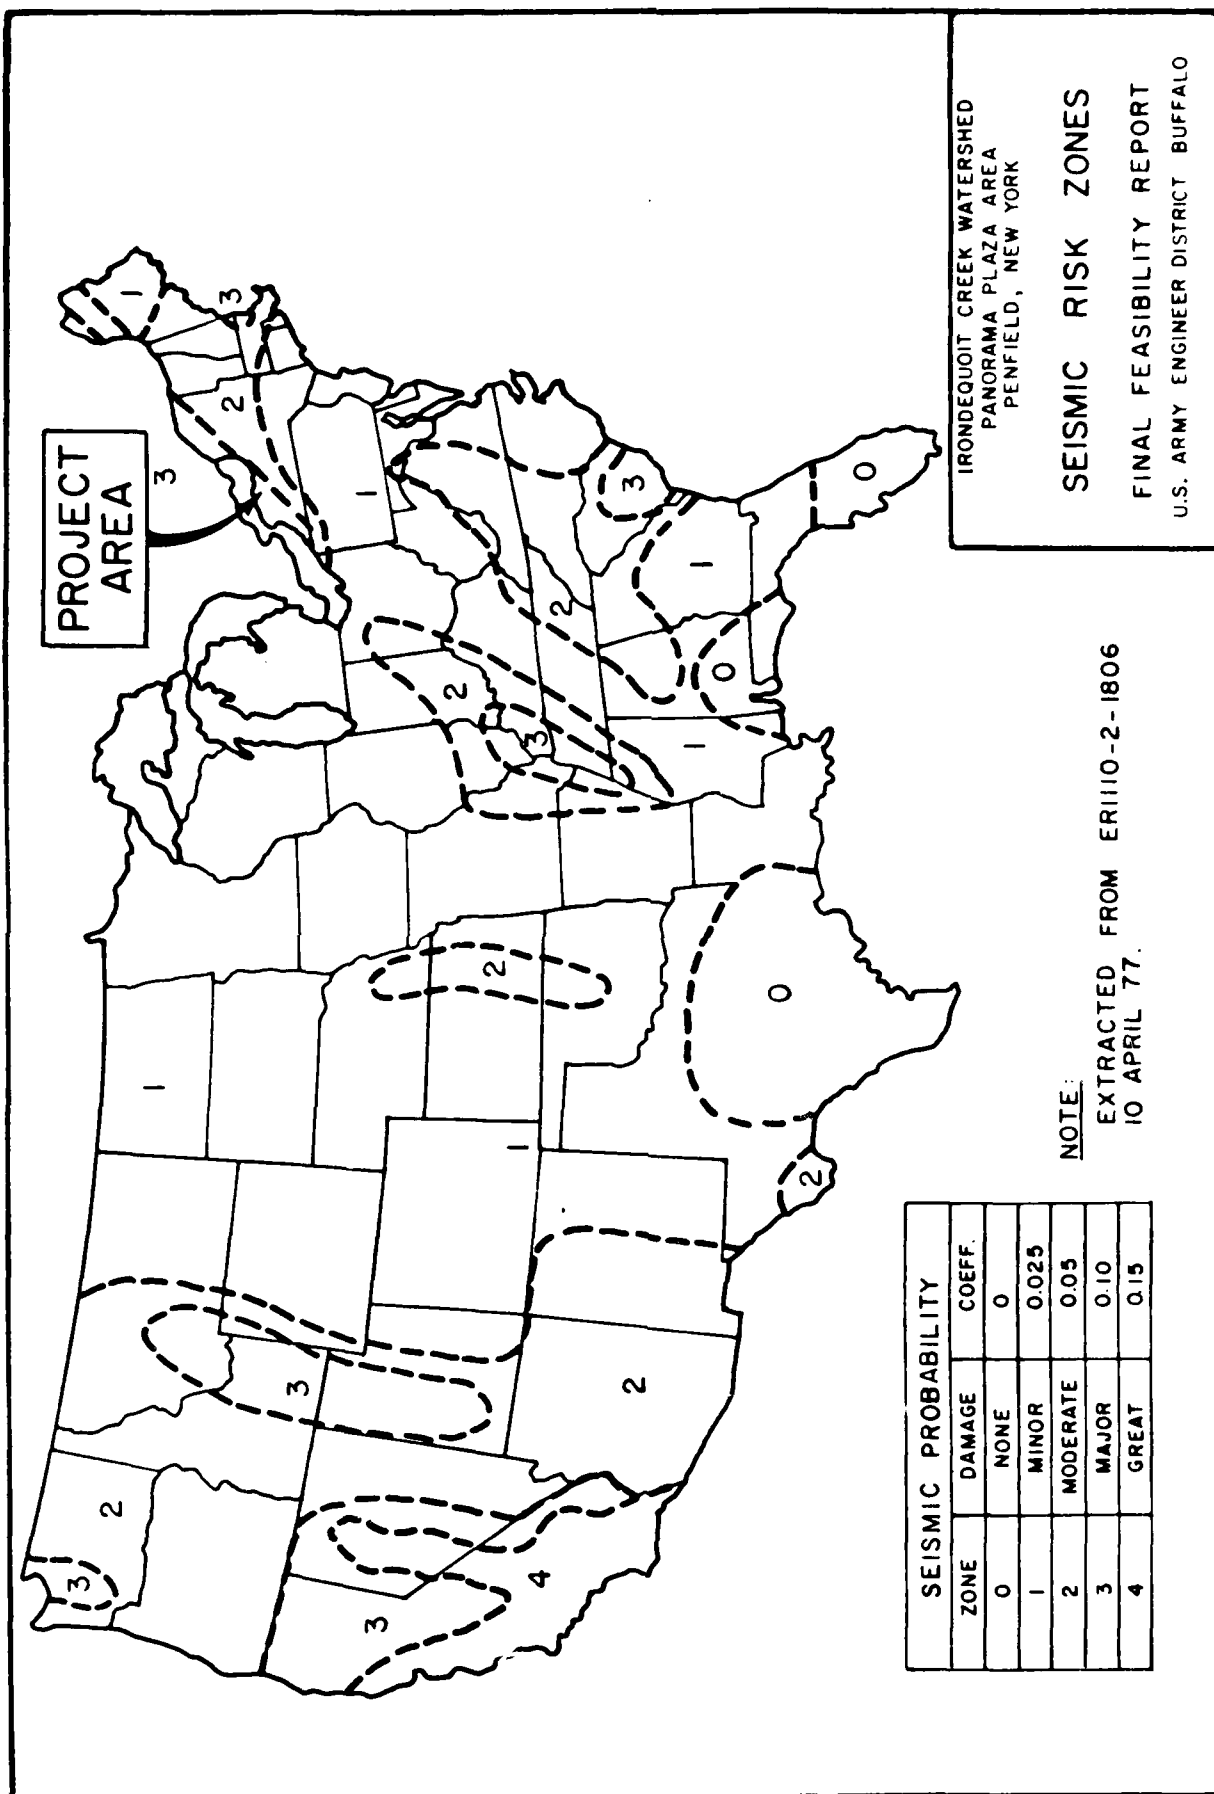 PROJECT
AREA
3
1
3
2
1
3
0
1
2
0
2
3
1
2
0
1
1
2
3
2
2
3
4
3
NOTE:
EXTRACTED FROM ER1110-2-1806
10 APRIL 77.
SEISMIC PROBABILITY
ZONE DAMAGE COEFF.
0 NONE 0
1 MINOR 0.025
2 MODERATE 0.05
3 MAJOR 0.10
4 GREAT 0.15
IRONDEQUOIT CREEK WATERSHED
PANORAMA PLAZA AREA
PENFIELD, NEW YORK
SEISMIC RISK ZONES
FINAL FEASIBILITY REPORT
U.S. ARMY ENGINEER DISTRICT BUFFALO